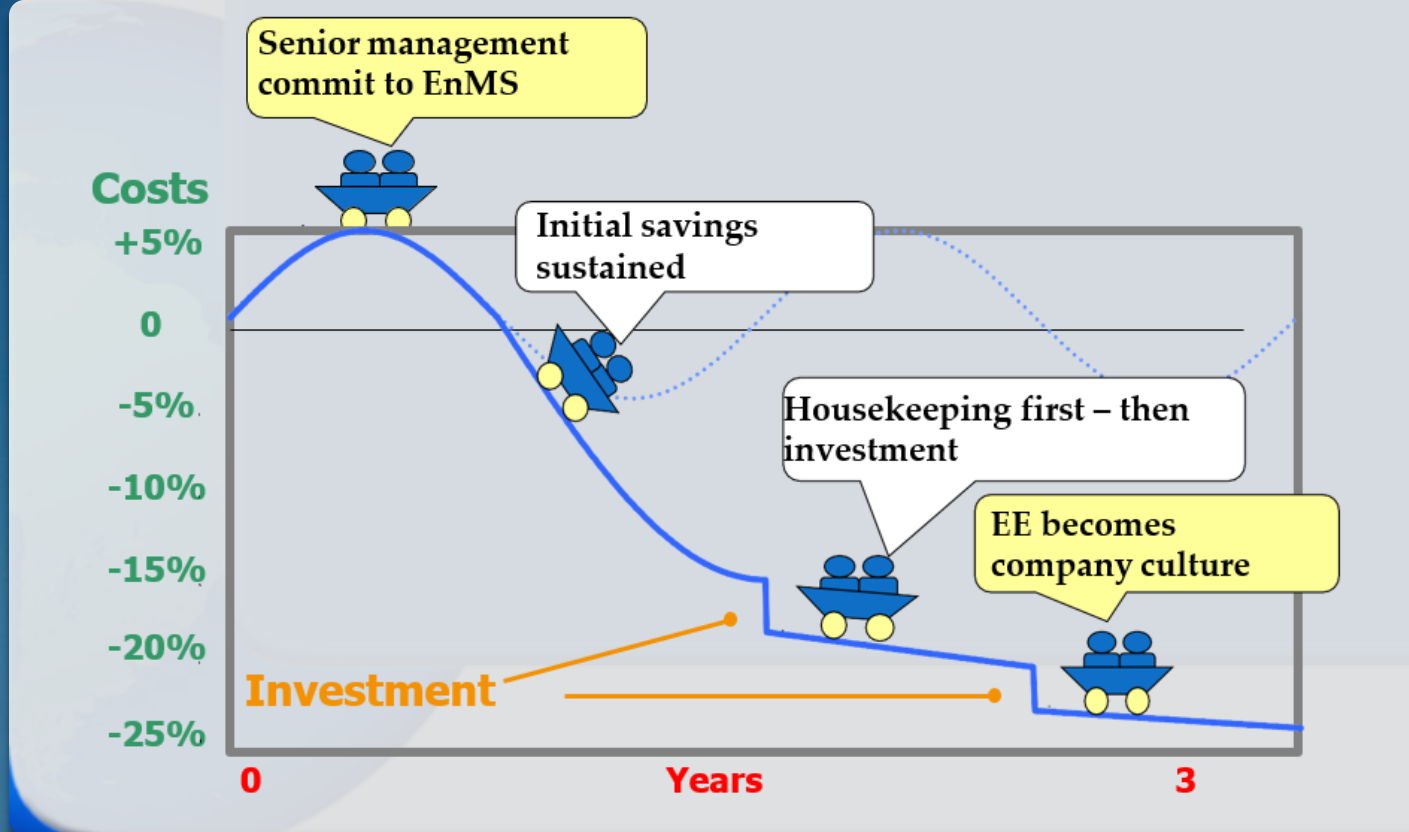 Senior management
commit to EnMS
Costs
+5%
Initial savings
sustained
0
-5%
Housekeeping first – then
investment
-10%
EE becomes
company culture
-15%
-20%
Investment
-25%
0
Years
3